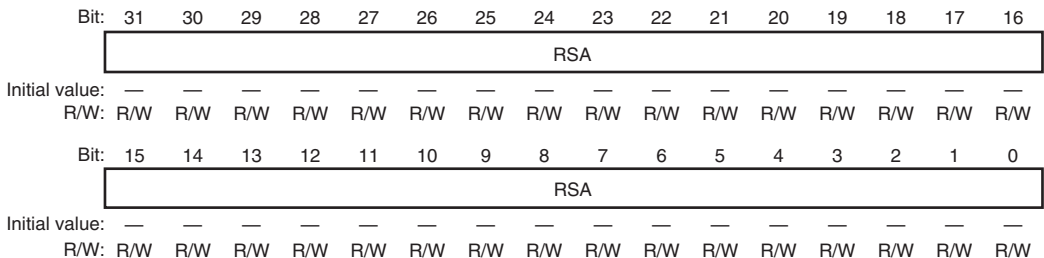 Bit: 31 30 29 28 27 26 25 24 23 22 21 20 19 18 17 16
RSA
Initial value: — — — — — — — — — — — — — — — —
R/W: R/W R/W R/W R/W R/W R/W R/W R/W R/W R/W R/W R/W R/W R/W R/W R/W
Bit: 15 14 13 12 11 10 9 8 7 6 5 4 3 2 1 0
RSA
Initial value: — — — — — — — — — — — — — — — —
R/W: R/W R/W R/W R/W R/W R/W R/W R/W R/W R/W R/W R/W R/W R/W R/W R/W